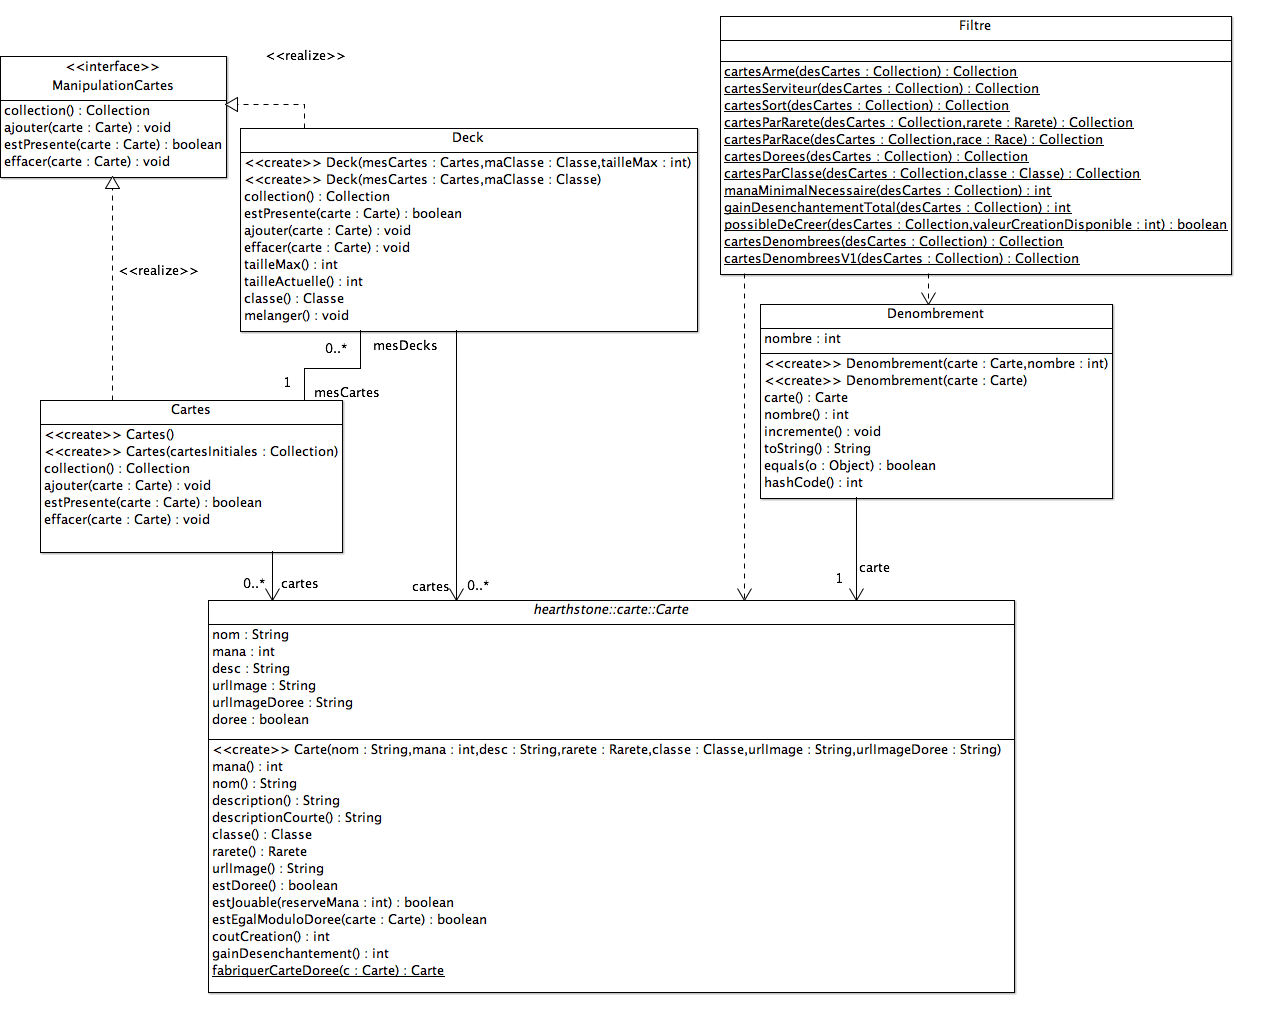 <<realize>>
<<interface>>
ManipulationCartes
collection() : Collection
ajouter(carte : Carte) : void
estPresente(carte : Carte) : boolean
effacer(carte : Carte) : void
<<realize>>
Deck
<<create>> Deck(mesCartes : Cartes,maClasse : Classe,tailleMax : int)
<<create>> Deck(mesCartes : Cartes,maClasse : Classe)
collection() : Collection
estPresente(carte : Carte) : boolean
ajouter(carte : Carte) : void
effacer(carte : Carte) : void
tailleMax() : int
tailleActuelle() : int
classe() : Classe
melanger() : void
Filtre
cartesArme(desCartes : Collection) : Collection
cartesServiteur(desCartes : Collection) : Collection
cartesSort(desCartes : Collection) : Collection
cartesParRarete(desCartes : Collection,rarete : Rarete) : Collection
cartesParRace(desCartes : Collection,race : Race) : Collection
cartesDorees(desCartes : Collection) : Collection
cartesParClasse(desCartes : Collection,classe : Classe) : Collection
manaMinimalNecessaire(desCartes : Collection) : int
gainDesenchantementTotal(desCartes : Collection) : int
possibleDeCreer(desCartes : Collection,valeurCreationDisponible : int) : boolean
cartesDenombrees(desCartes : Collection) : Collection
cartesDenombreesV1(desCartes : Collection) : Collection
0..*
mesDecks
1
mesCartes
Cartes
<<create>> Cartes()
<<create>> Cartes(cartesInitiales : Collection)
collection() : Collection
ajouter(carte : Carte) : void
estPresente(carte : Carte) : boolean
effacer(carte : Carte) : void
Denombrement
nombre : int
<<create>> Denombrement(carte : Carte,nombre : int)
<<create>> Denombrement(carte : Carte)
carte() : Carte
nombre() : int
incremente() : void
toString() : String
equals(o : Object) : boolean
hashCode() : int
0..*
cartes
cartes
0..*
carte
1
hearthstone::carte::Carte
nom : String
mana : int
desc : String
urlImage : String
urlImageDoree : String
doree : boolean
<<create>> Carte(nom : String,mana : int,desc : String,rarete : Rarete,classe : Classe,urlImage : String,urlImageDoree : String)
mana() : int
nom() : String
description() : String
descriptionCourte() : String
classe() : Classe
rarete() : Rarete
urlImage() : String
estDoree() : boolean
estJouable(reserveMana : int) : boolean
estEgalModuloDoree(carte : Carte) : boolean
coutCreation() : int
gainDesenchantement() : int
fabriquerCarteDoree(c : Carte) : Carte